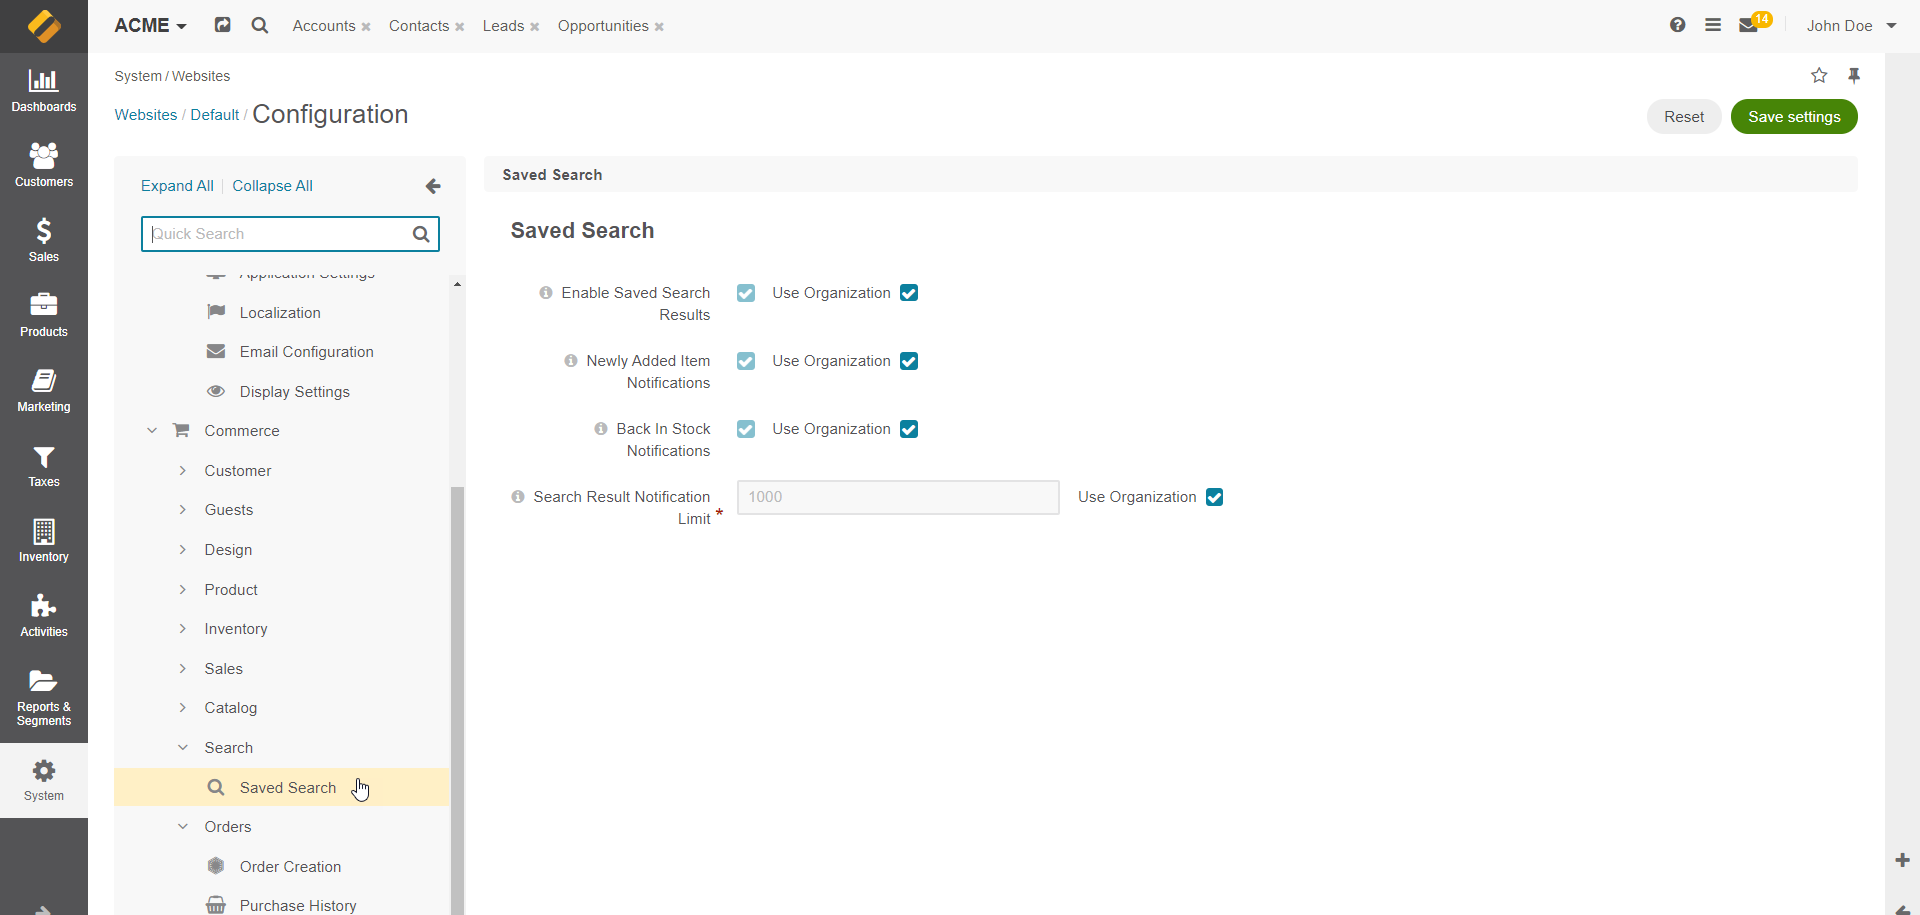 ACME
Accounts
Contacts
Leads
Opportunities
14
John Doe
Dashboards
Customers
Sales
Products
Marketing
Taxes
Inventory
Activities
Reports &
Segments
System
System / Websites
Websites / Default / Configuration
Reset
Save settings
Expand All
Collapse All
Quick Search
Application Settings
Localization
Email Configuration
Display Settings
Commerce
Customer
Guests
Design
Product
Inventory
Sales
Catalog
Search
Saved Search
Orders
Order Creation
Purchase History
Saved Search
Saved Search
Enable Saved Search
Results
Use Organization
Newly Added Item
Notifications
Use Organization
Back In Stock
Notifications
Use Organization
Search Result Notification
Limit *
1000
Use Organization